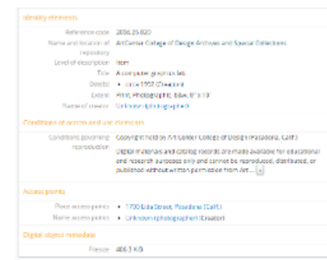 Identity elements
Reference code 2004.25.820
Name and location of repository ArtCenter College of Design Archives and Special Collections
Level of description Item
Title A computer graphics lab.
Date(s) • circa 1992 (Creation)
Extent Print, Photographic; b&w, 8" x 10"
Name of creator Unknown (photographer)
Conditions of access and use elements
Conditions governing reproduction Copyright held by Art Center College of Design (Pasadena, Calif.)
Digital materials and catalog records are made available for educational
and research purposes only and cannot be reproduced, distributed, or
published without written permission from Art...
Access points
Place access points • 1700 Lida Street, Pasadena (Calif.)
Name access points • Unknown (photographer) (Creator)
Digital object metadata
Filesize 406.3 KiB